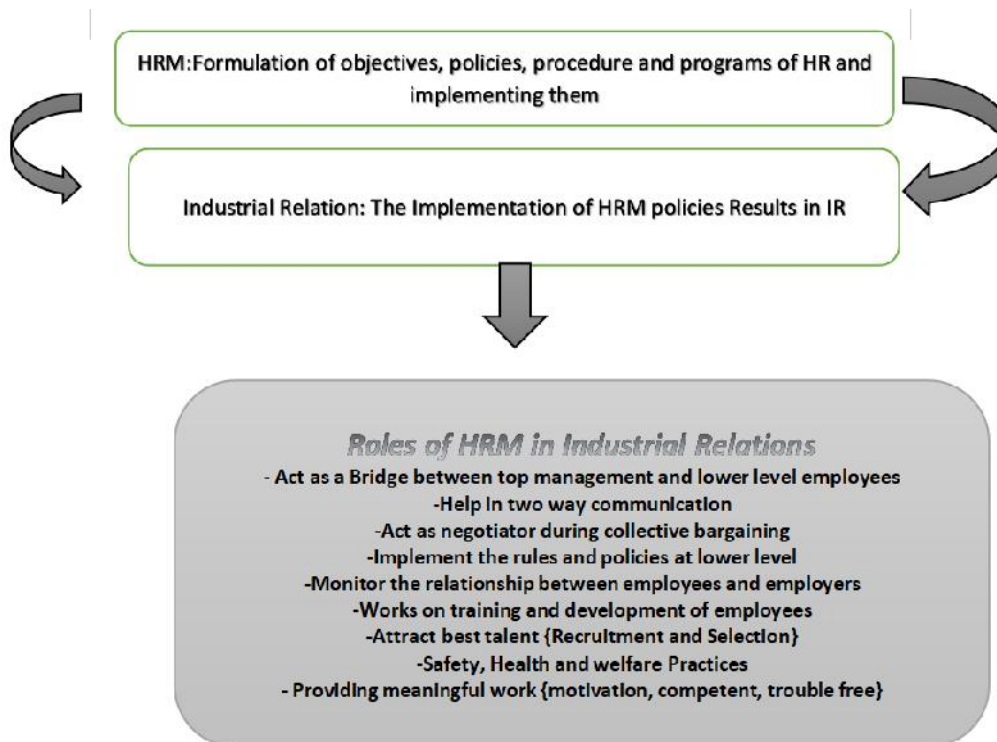 HRM:Formulation of objectives, policies, procedure and programs of HR and
implementing them
Industrial Relation: The Implementation of HRM policies Results in IR
Roles of HRM in Industrial Relations
- Act as a Bridge between top management and lower level employees
-Help in two way communication
-Act as negotiator during collective bargaining
-Implement the rules and policies at lower level
-Monitor the relationship between employees and employers
-Works on training and development of employees
-Attract best talent {Recruitment and Selection}
-Safety, Health and welfare Practices
- Providing meaningful work {motivation, competent, trouble free}